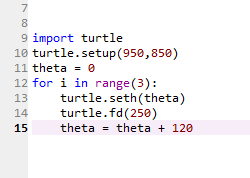 7
8
9 import turtle
10 turtle.setup(950,850)
11 theta = 0
12 for i in range(3):
13     turtle.seth(theta)
14     turtle.fd(250)
15     theta = theta + 120